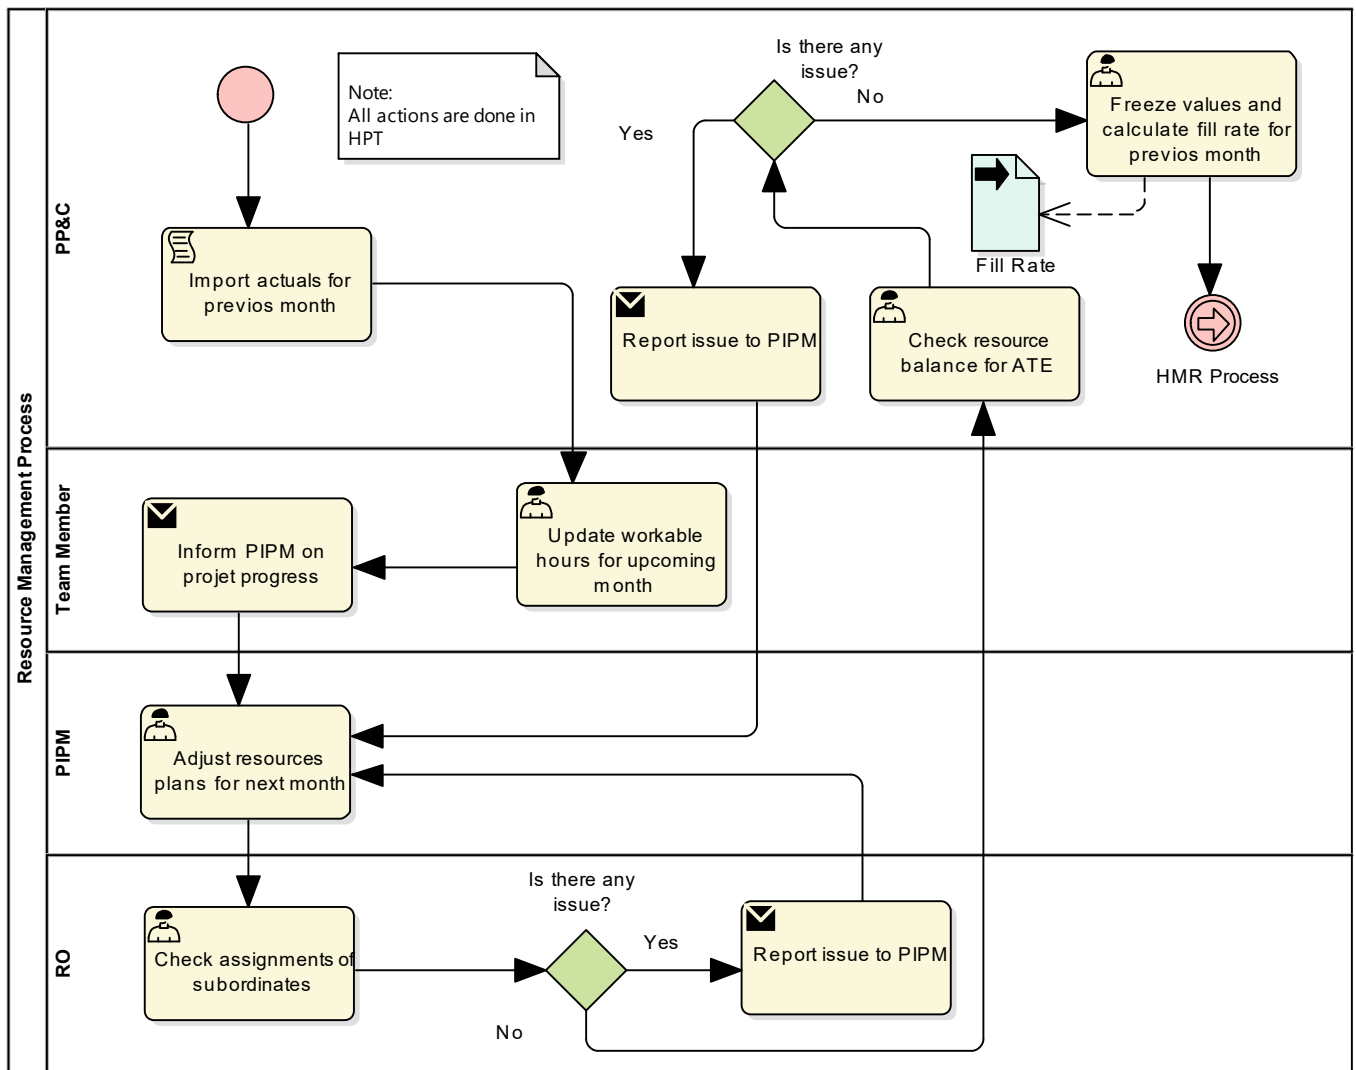 Resource Management Process
PP&C
Note:
All actions are done in
HPT
Is there any
issue?
Yes
No
Freeze values and
calculate fill rate for
previos month
Fill Rate
Import actuals for
previos month
Report issue to PIPM
Check resource
balance for ATE
HMR Process
Team Member
Inform PIPM on
projet progress
Update workable
hours for upcoming
month
PIPM
Adjust resources
plans for next month
RO
Check assignments of
subordinates
Is there any
issue?
Yes
No
Report issue to PIPM